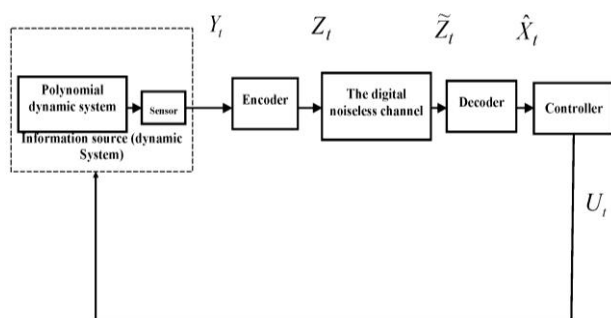 Y_t
Z_t
Z̃_t
X̂_t
Polynomial
dynamic system
Sensor
Information source (dynamic
System)
Encoder
The digital
noiseless channel
Decoder
Controller
U_t